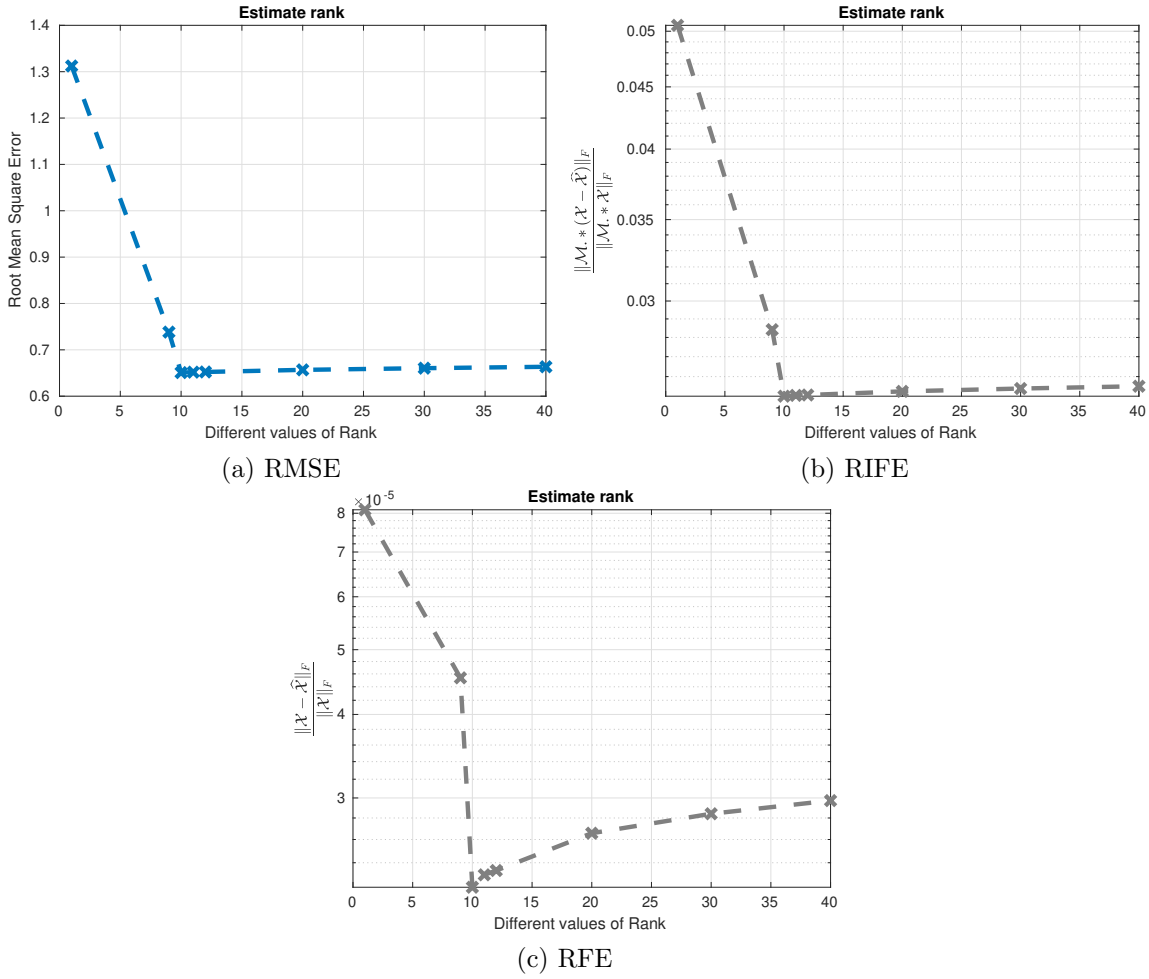 Estimate rank
1.4
1.3
1.2
1.1
1
0.9
0.8
0.7
0.6
Root Mean Square Error
0 5 10 15 20 25 30 35 40
Different values of Rank
(a) RMSE
Estimate rank
0.05
0.045
0.04
0.035
0.03
‖ℳ. ∗ (𝒳 − 𝒳̂)‖_F
‖ℳ. ∗ 𝒳‖_F
0 5 10 15 20 25 30 35 40
Different values of Rank
(b) RIFE
Estimate rank
×10^-5
8
7
6
5
4
3
‖𝒳 − 𝒳̂‖_F
‖𝒳‖_F
0 5 10 15 20 25 30 35 40
Different values of Rank
(c) RFE